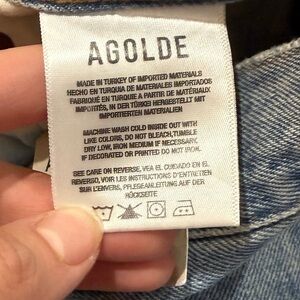 AGOLDE
MADE IN TURKEY OF IMPORTED MATERIALS
HECHO EN TURQUIA MATERIALES IMPORTADOS
FABRIQUÉ EN TURQUIE A PARTIR DE MATÉRIAUX
IMPORTÉS, IN DER TÜRKEI HERGESTELLT MIT
IMPORTIERTEN MATERIALIEN
MACHINE WASH COLD INSIDE OUT WITH
LIKE COLORS, DO NOT BLEACH,TUMBLE
DRY LOW, IRON MEDIUM IF NECESSARY.
IF DECORATED OR PRINTED DO NOT IRON.
SEE CARE ON REVERSE, VEA EL CUIDADO EN EL
REVERSO, VOIR LES INSTRUCTIONS D'ENTRETIEN
SUR L'ENVERS, PFLEGEANLEITUNG AUF DER
RÜCKSEITE